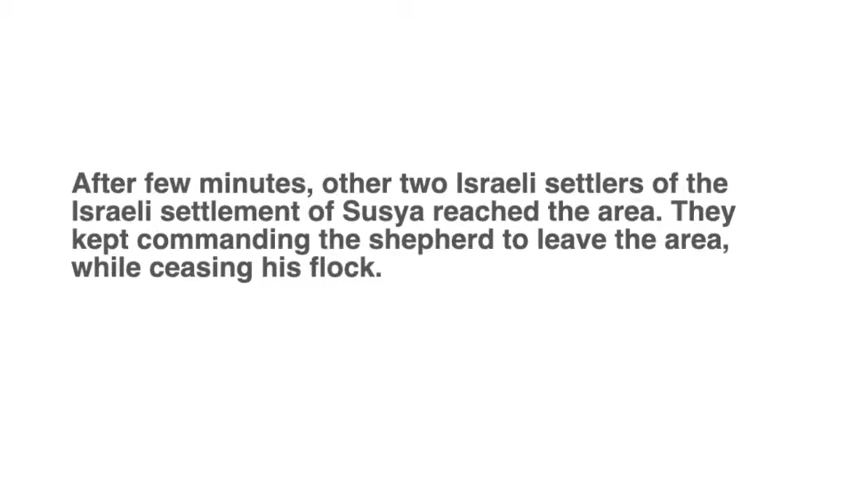 After few minutes, other two Israeli settlers of the
Israeli settlement of Susya reached the area. They
kept commanding the shepherd to leave the area,
while ceasing his flock.